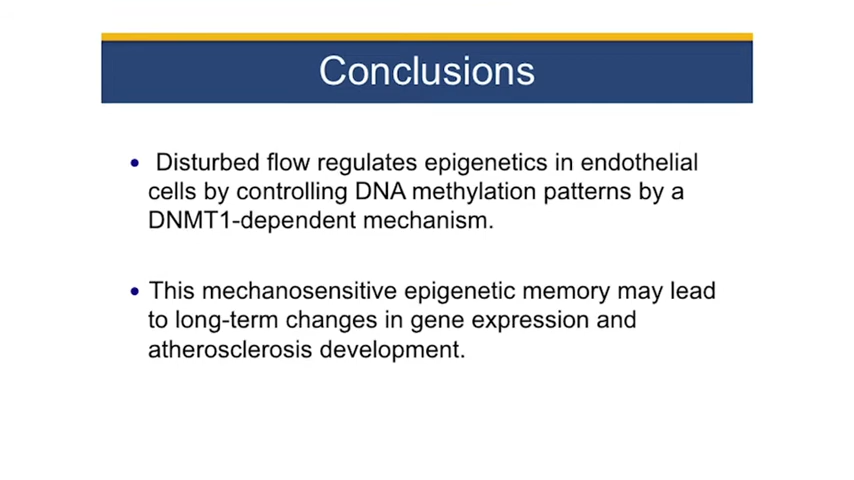 Conclusions
• Disturbed flow regulates epigenetics in endothelial
cells by controlling DNA methylation patterns by a
DNMT1-dependent mechanism.
• This mechanosensitive epigenetic memory may lead
to long-term changes in gene expression and
atherosclerosis development.